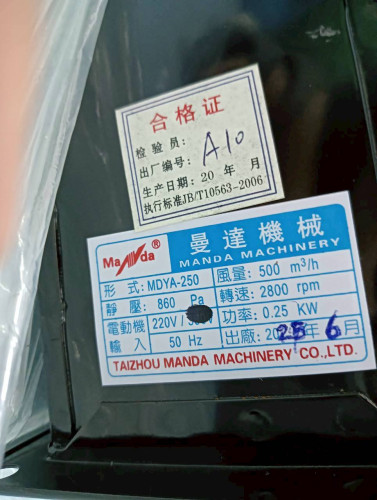 合格证
检验员: A10
出厂编号:
生产日期: 20 年 月
执行标准JB/T10563-2006
Manda ® 曼達機械
MANDA MACHINERY
形 式: MDYA-250 風量: 500 m³/h
靜 壓: 860 Pa 轉速: 2800 rpm
電動機 220V / 功率: 0.25 KW
輸 入 50 Hz 出廠: 25年 6月
TAIZHOU MANDA MACHINERY CO.,LTD.